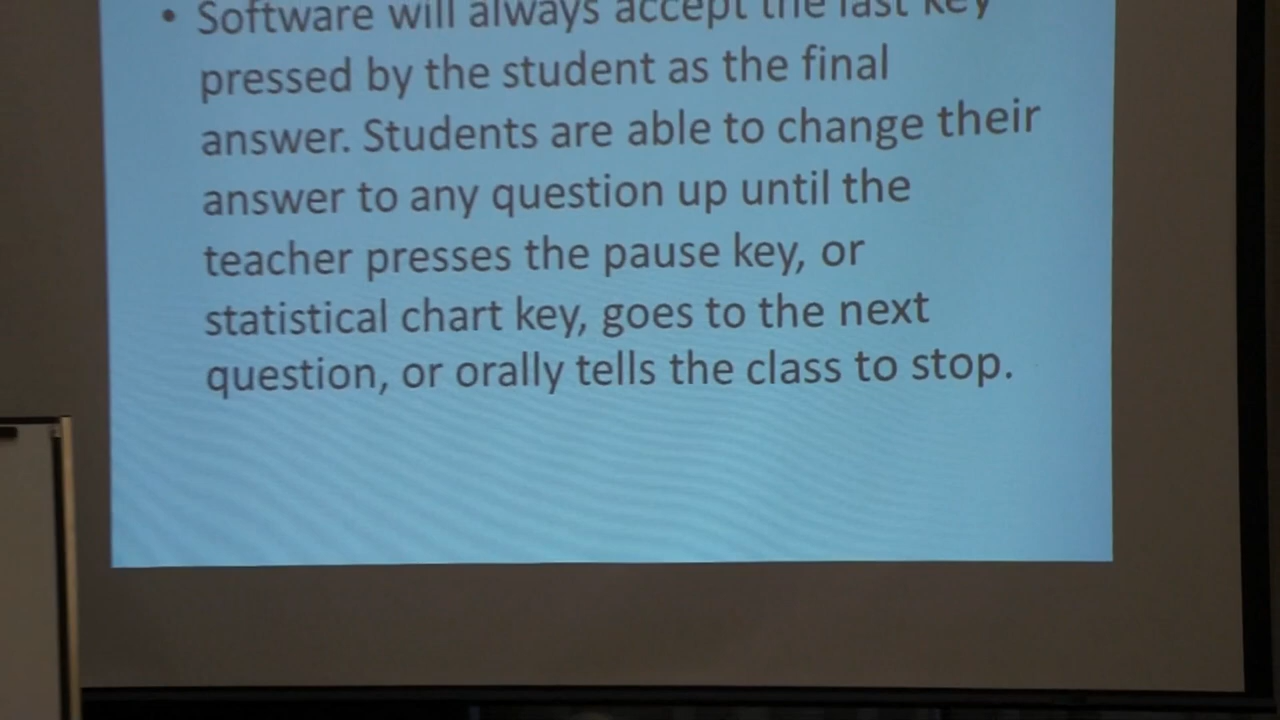 • Software will always accept the last key
pressed by the student as the final
answer. Students are able to change their
answer to any question up until the
teacher presses the pause key, or
statistical chart key, goes to the next
question, or orally tells the class to stop.